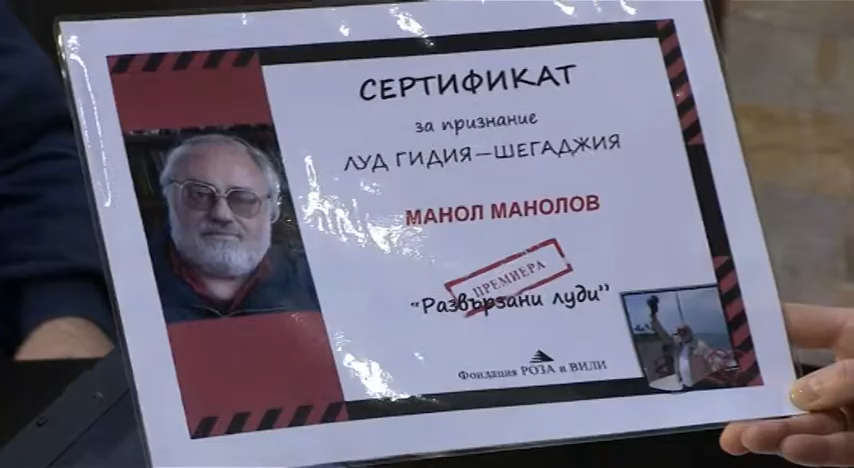 СЕРТИФИКАТ
за признание
ЛУД ГИДИЯ – ШЕГАДЖИЯ
МАНОЛ МАНОЛОВ
ПРЕМИЕРА
“Развързани луди”
Фондация РОЗА и ВИЛИ